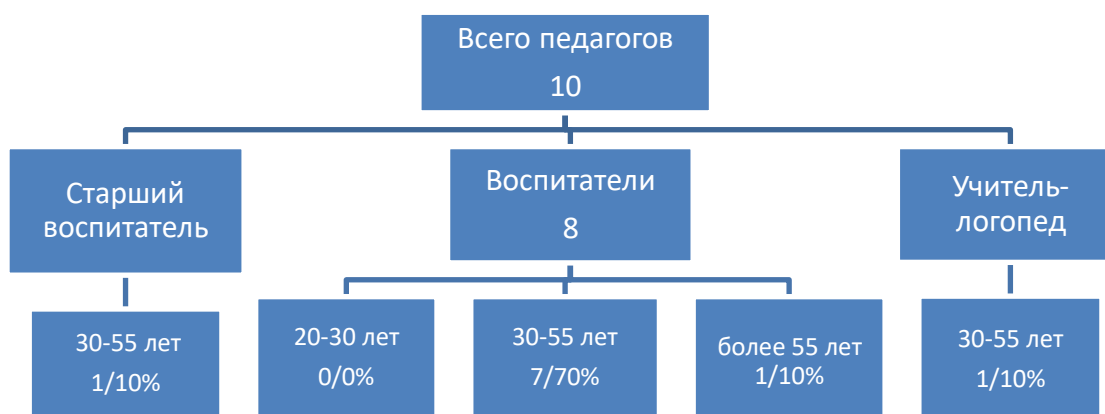 Всего педагогов
10
Старший
воспитатель
Воспитатели
8
Учитель-
логопед
30-55 лет
1/10%
20-30 лет
0/0%
30-55 лет
7/70%
более 55 лет
1/10%
30-55 лет
1/10%